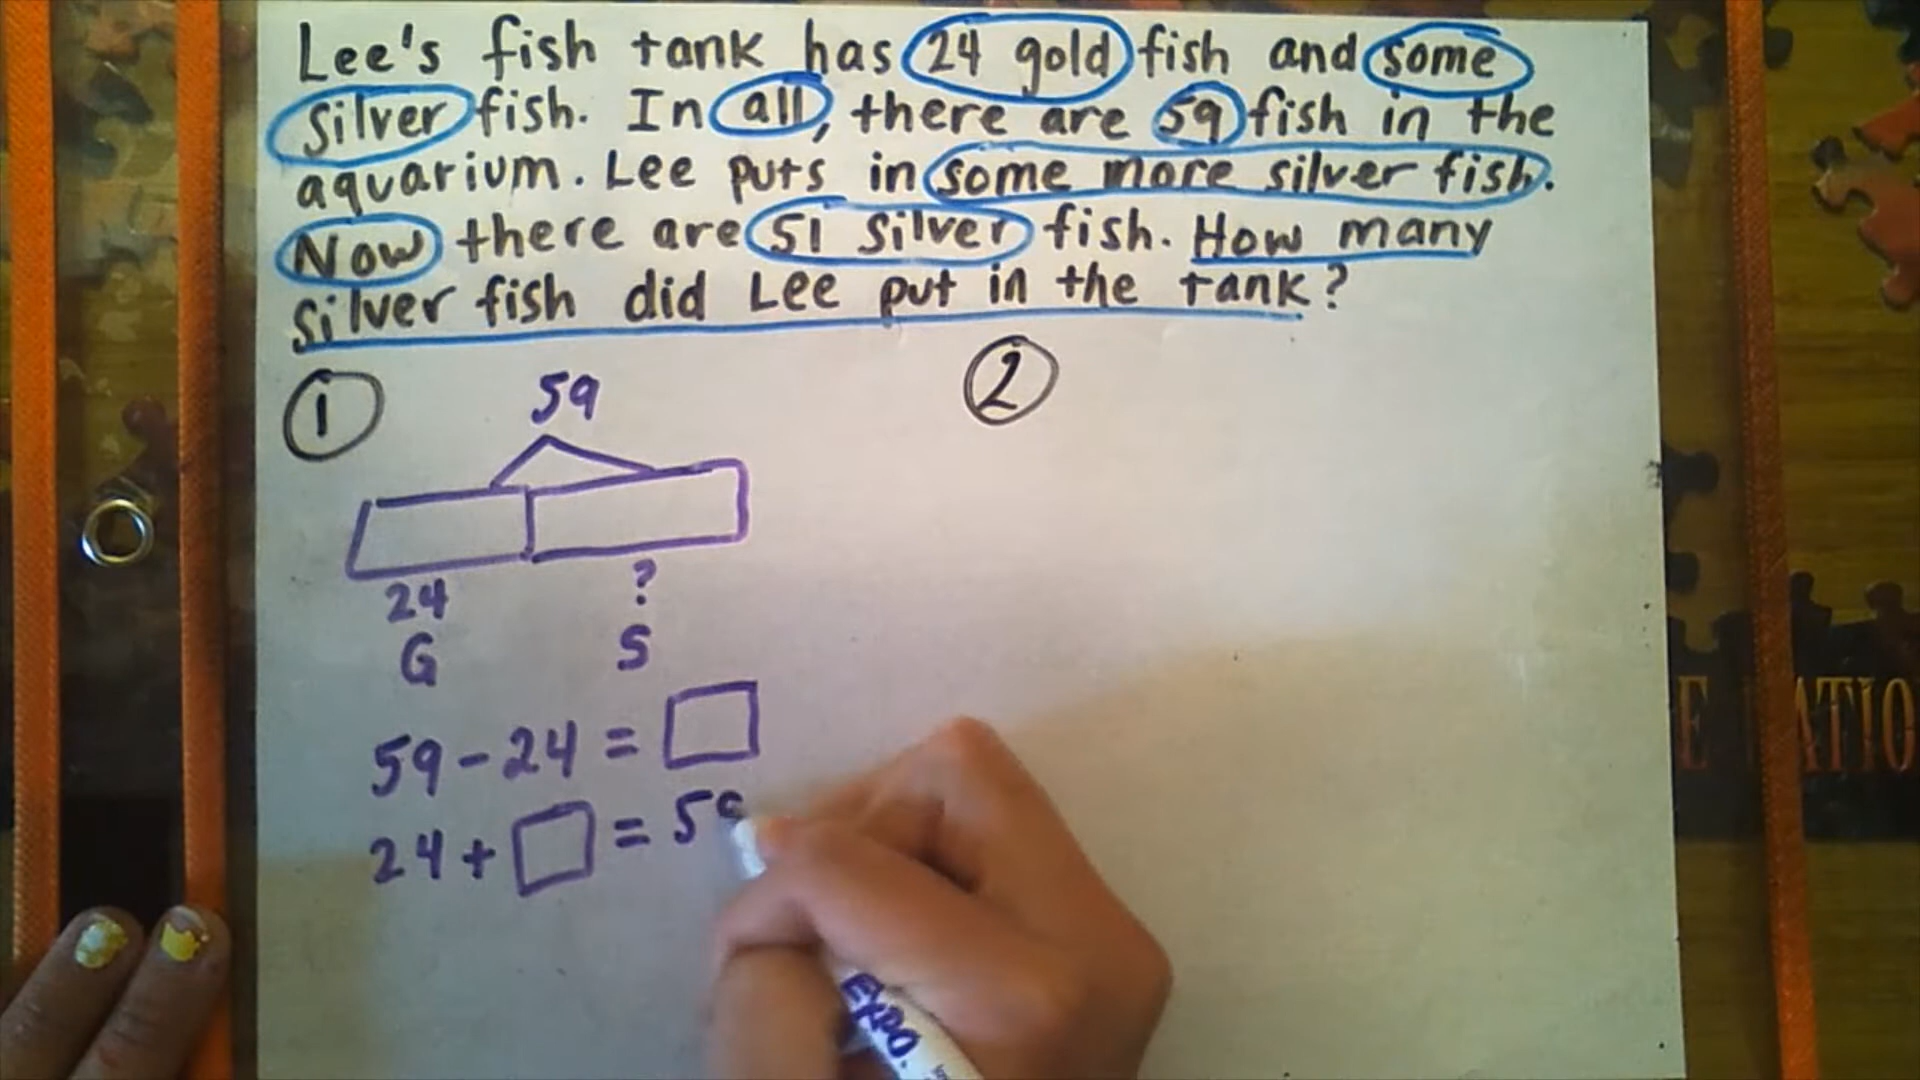 Lee's fish tank has 24 gold fish and some
silver fish. In all, there are 59 fish in the
aquarium. Lee puts in some more silver fish.
Now there are 51 silver fish. How many
silver fish did Lee put in the tank?
1
2
59
24
?
G
S
59-24=
24+ = 59
EXPO.